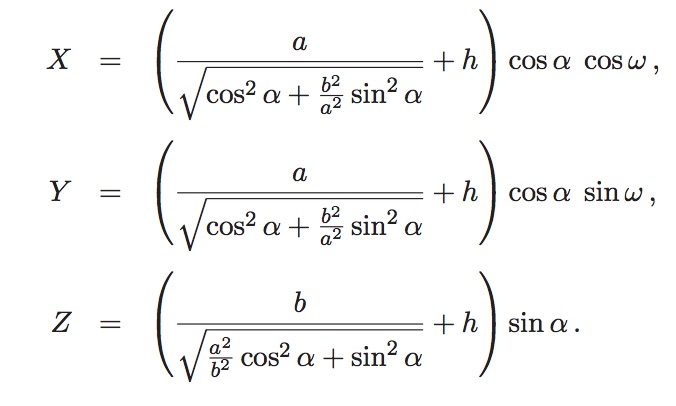 X = ( a / √(cos² α + b²/a² sin² α) + h ) cos α cos ω ,
Y = ( a / √(cos² α + b²/a² sin² α) + h ) cos α sin ω ,
Z = ( b / √(a²/b² cos² α + sin² α) + h ) sin α .